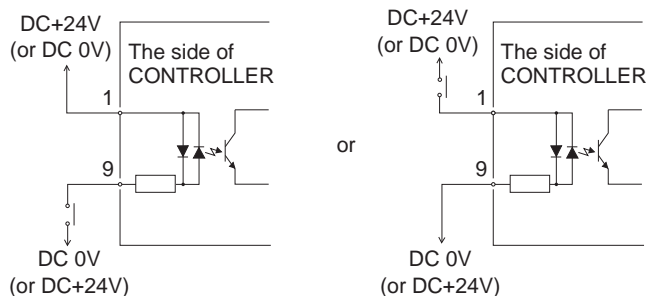 DC+24V
(or DC 0V)
The side of
CONTROLLER
1
9
DC 0V
(or DC+24V)
or
DC+24V
(or DC 0V)
The side of
CONTROLLER
1
9
DC 0V
(or DC+24V)